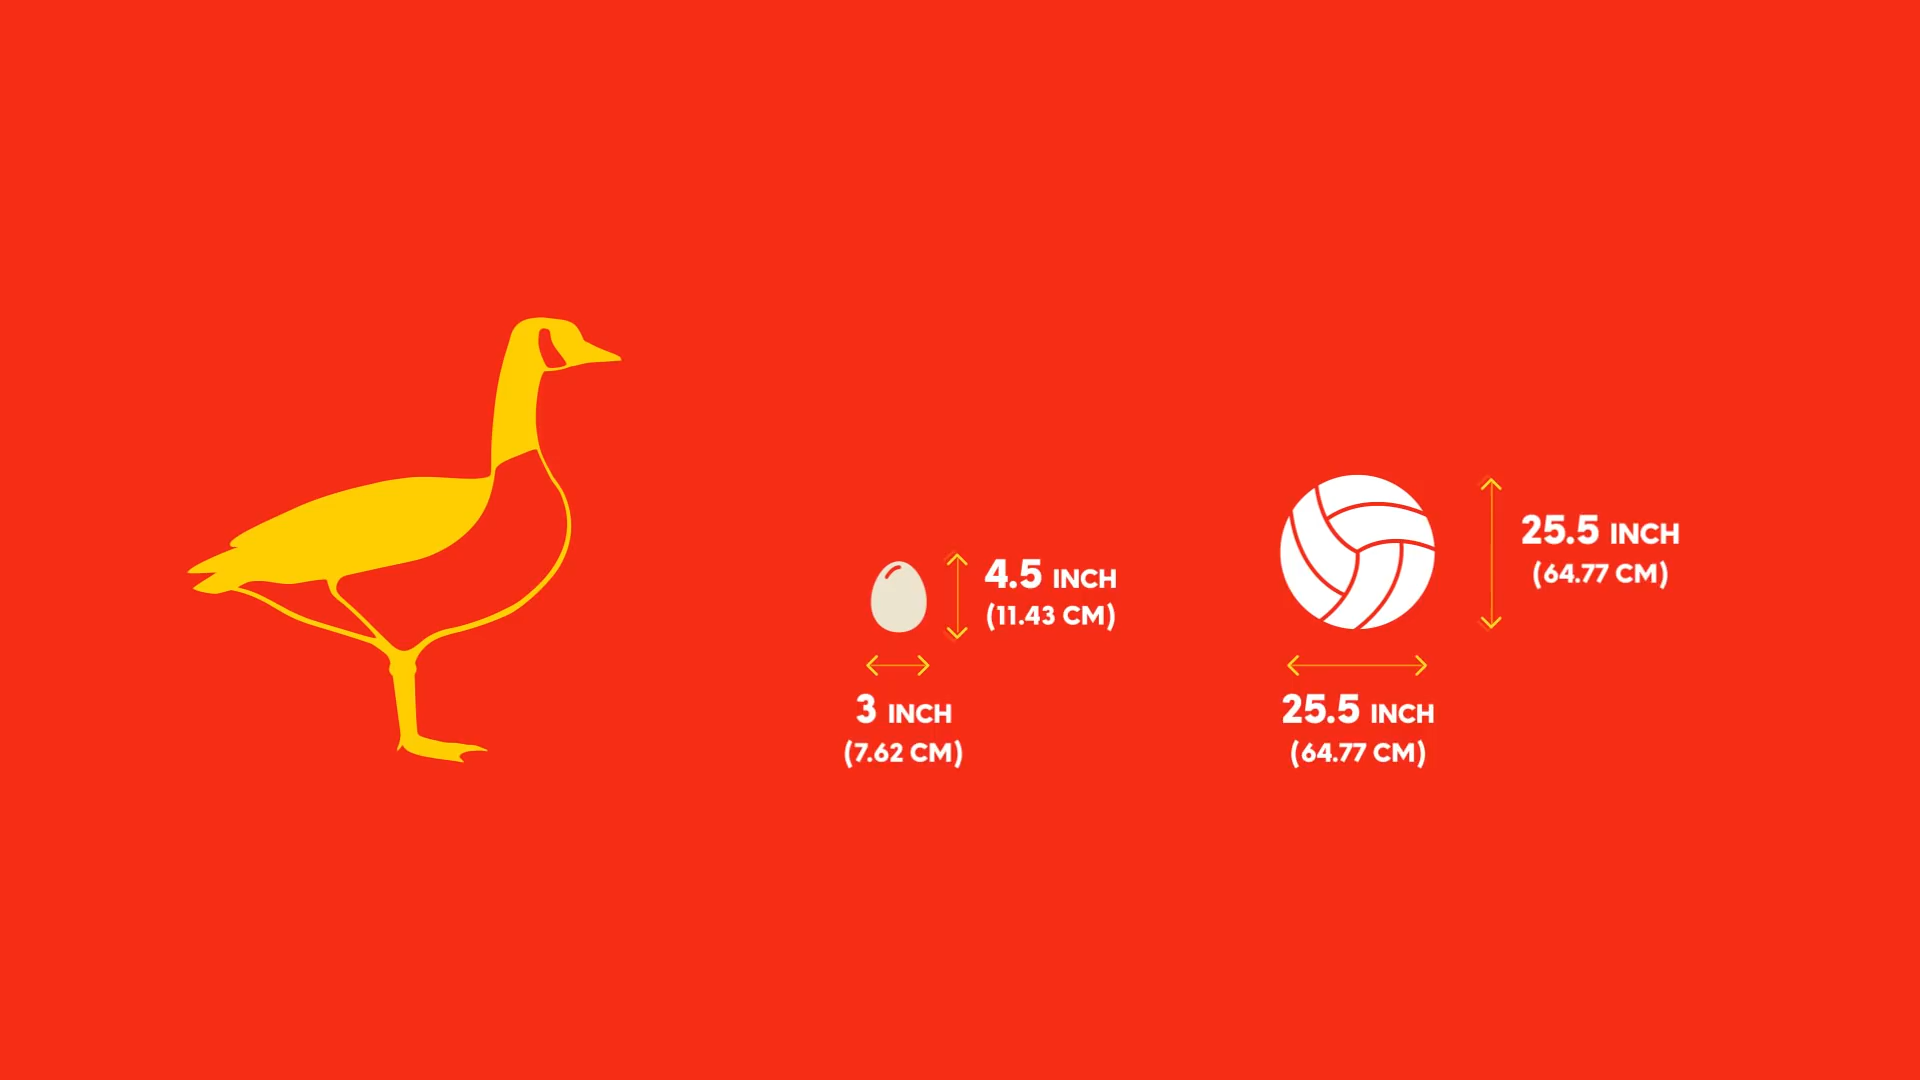 4.5 INCH
(11.43 CM)
3 INCH
(7.62 CM)
25.5 INCH
(64.77 CM)
25.5 INCH
(64.77 CM)